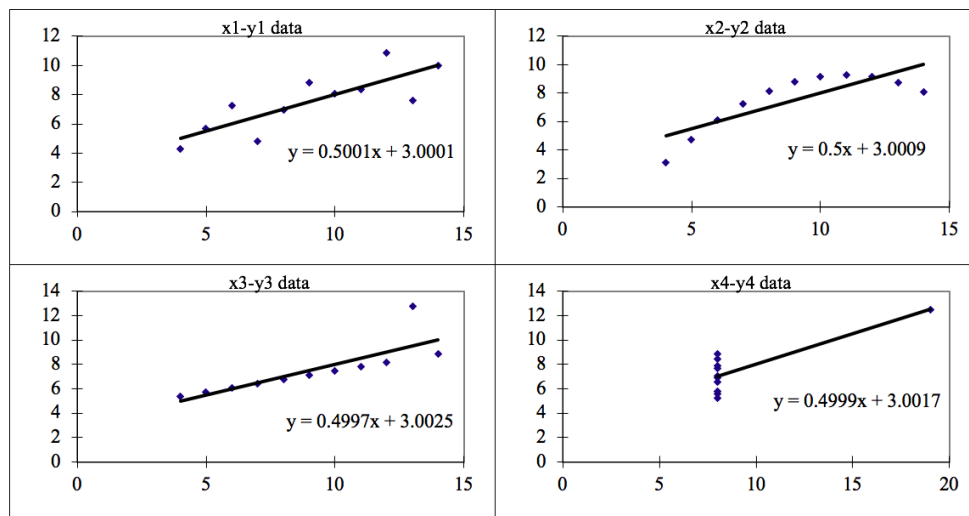 x1-y1 data
12
10
8
6
4
2
0
y = 0.5001x + 3.0001
0 5 10 15
x2-y2 data
12
10
8
6
4
2
0
y = 0.5x + 3.0009
0 5 10 15
x3-y3 data
14
12
10
8
6
4
2
0
y = 0.4997x + 3.0025
0 5 10 15
x4-y4 data
14
12
10
8
6
4
2
0
y = 0.4999x + 3.0017
0 5 10 15 20